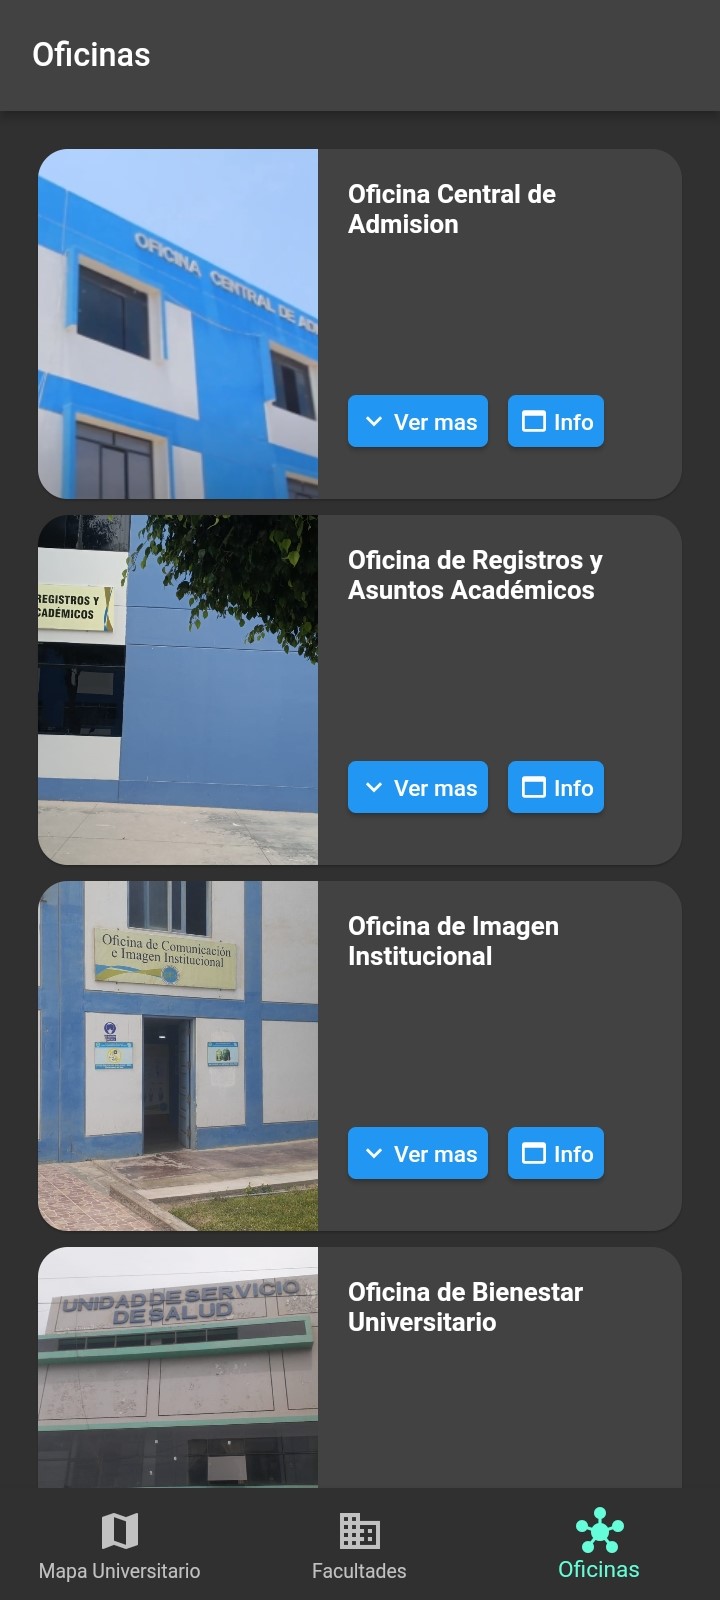 Oficinas
OFICINA CENTRAL DE
Oficina Central de
Admision
Ver mas
Info
REGISTROS Y
CADÉMICOS
Oficina de Registros y
Asuntos Académicos
Ver mas
Info
Oficina de Comunicación
e Imagen Institucional
Oficina de Imagen
Institucional
Ver mas
Info
UNIDAD DE SERVICIO
DE SALUD
Oficina de Bienestar
Universitario
Mapa Universitario
Facultades
Oficinas